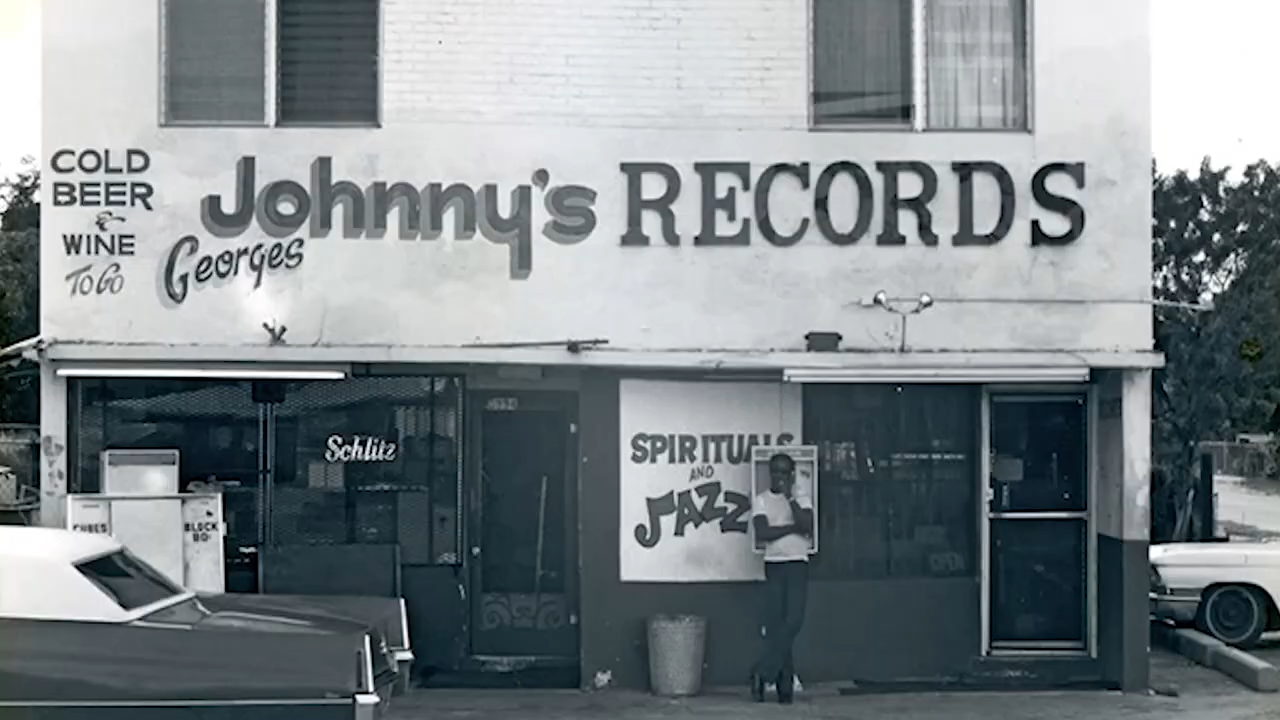 COLD
BEER
&
WINE
To Go
Johnny's
Georges
RECORDS
Schlitz
SPIRITUALS
AND
JAZZ
CUBES
BLOCK
OPEN